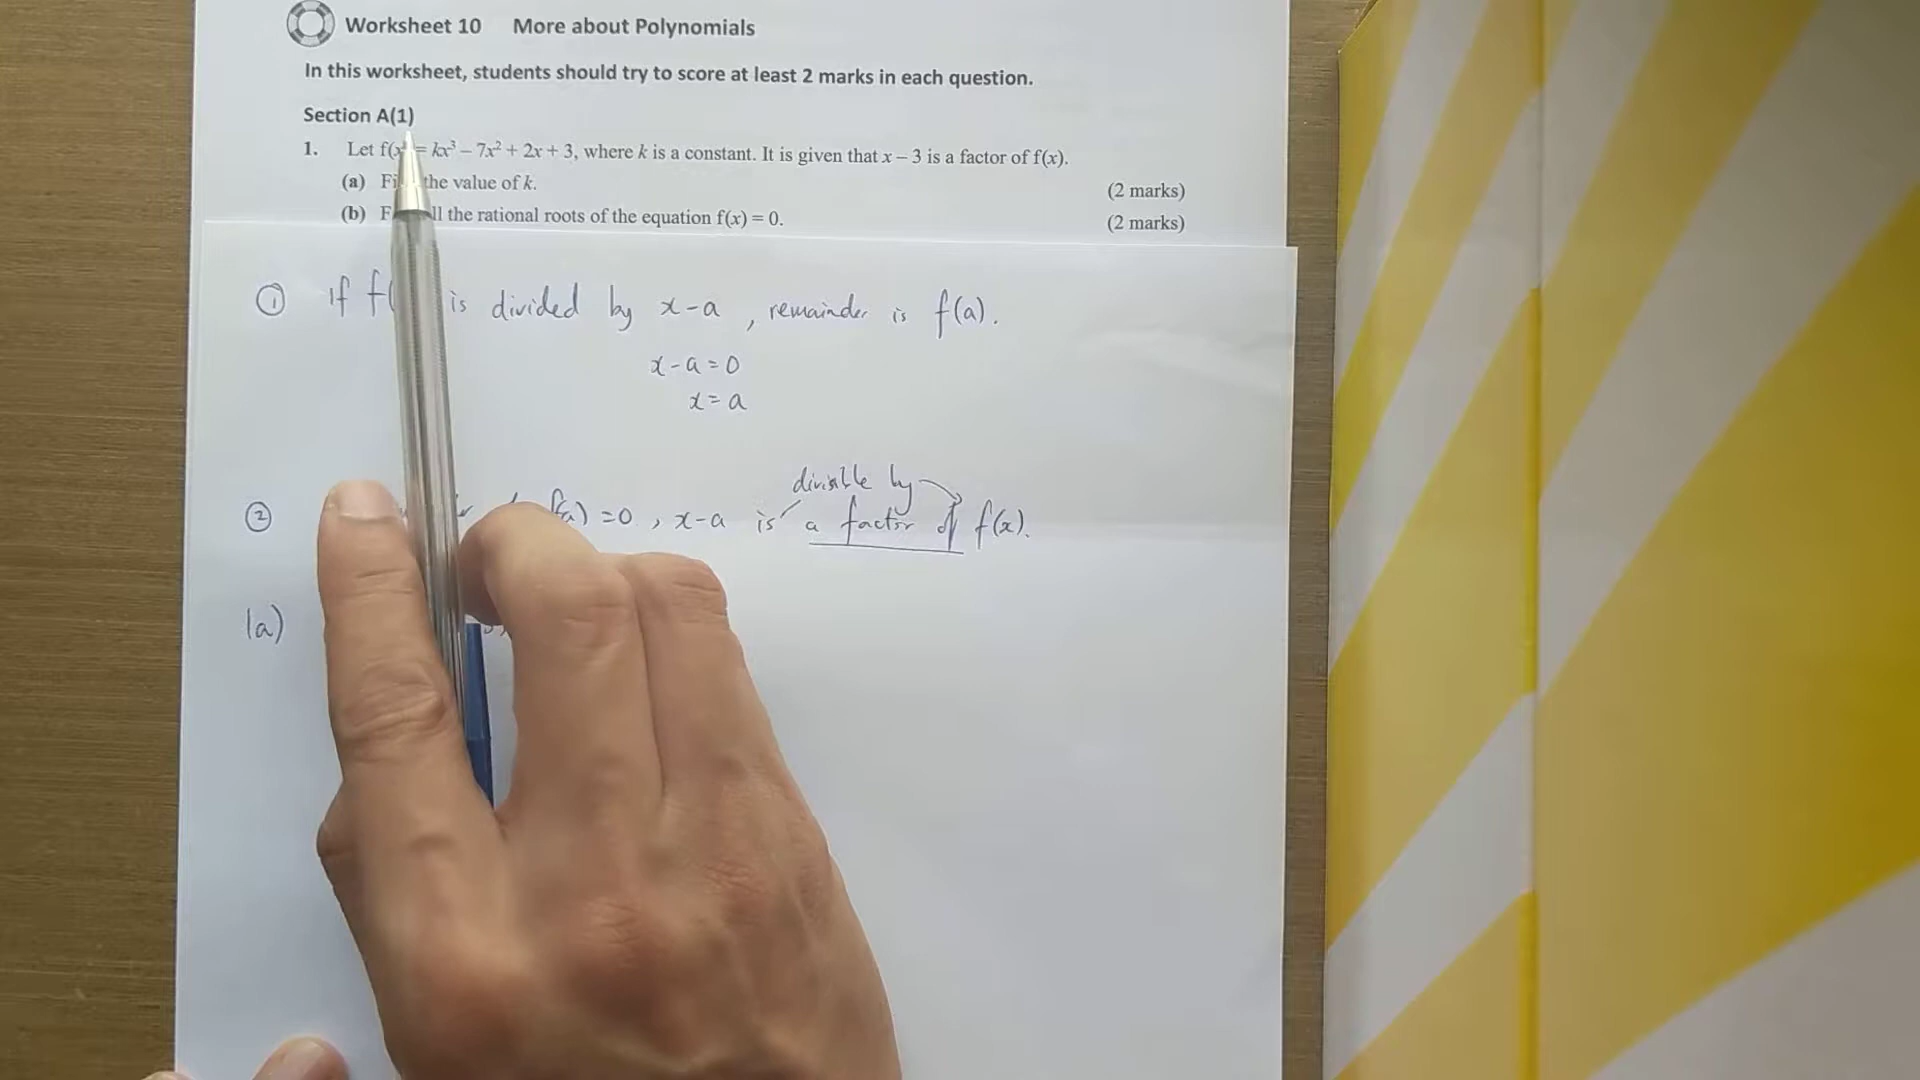 Worksheet 10 More about Polynomials
In this worksheet, students should try to score at least 2 marks in each question.
Section A(1)
1. Let f(x) = kx³ – 7x² + 2x + 3, where k is a constant. It is given that x – 3 is a factor of f(x).
(a) Fi the value of k. (2 marks)
(b) F ll the rational roots of the equation f(x) = 0. (2 marks)
① If f( is divided by x-a, remainder is f(a).
x-a=0
x=a
divisible by
② f(a) =0, x-a is a factor of f(x).
1a)